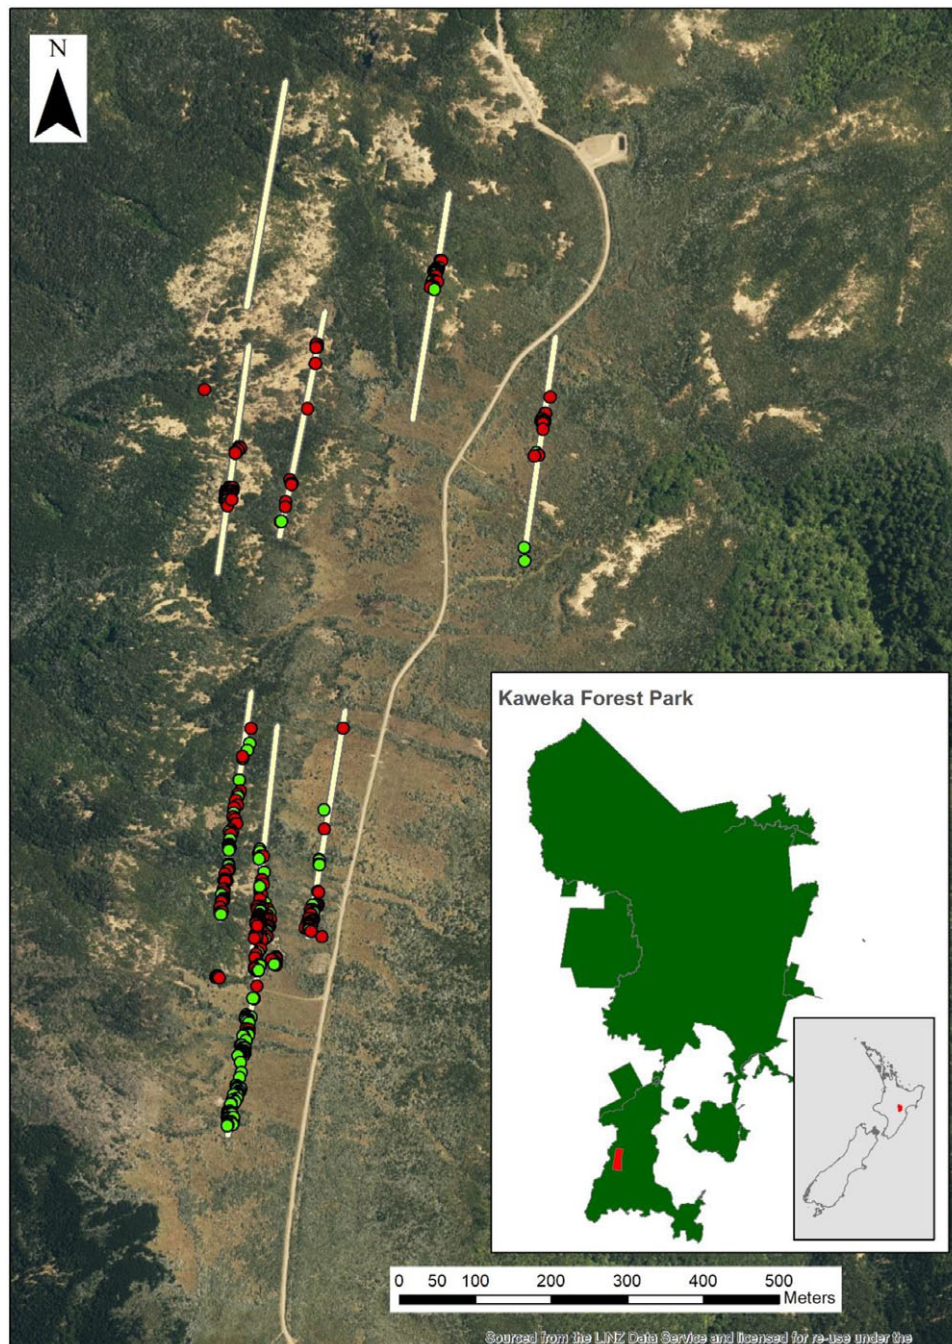 N
Kaweka Forest Park
0 50 100 200 300 400 500
Meters
Sourced from the LINZ Data Service and licensed for re-use under the